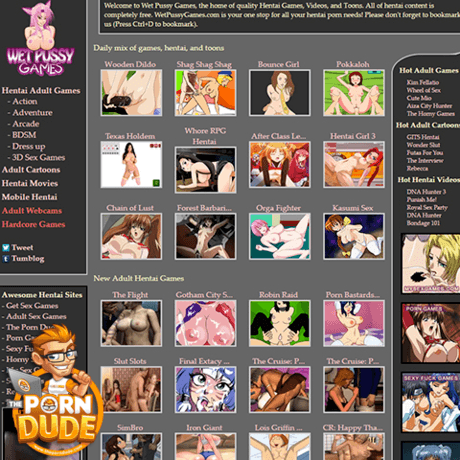 WET PUSSY
GAMES
Hentai Adult Games
- Action
- Adventure
- Arcade
- BDSM
- Dress up
- 3D Sex Games
Adult Cartoons
Hentai Movies
Mobile Hentai
Adult Webcams
Hardcore Games
Tweet
Tumblog
Awesome Hentai Sites
- Get Sex Games
- Adult Sex Games
- The Porn Du
Welcome to Wet Pussy Games, the home of quality Hentai Games, Videos, and Toons. All of hentai content is
completely free. WetPussyGames.com is your one stop for all your hentai porn needs! Please don't forget to bookmark
us (Press Ctrl+D to bookmark).
Daily mix of games, hentai, and toons
Wooden Dildo Shag Shag Shag Bounce Girl Pokkaloh
Texas Holdem Whore RPG Hentai After Class Le... Hentai Girl 3
Chain of Lust Forest Barbari... Orga Fighter Kasumi Sex
New Adult Hentai Games
The Flight Gotham City S... Robin Raid Porn Bastards...
Slut Slots Final Extacy ... The Cruise: P... The Cruise: P...
SimBro Iron Giant Lois Griffin ... CR: Happy Tha...
Hot Adult Games
Kim Fellatio
Wheel of Sex
Cute Mio
Aiza City Hunter
The Horny Games
Hot Adult Cartoons
GITS Hentai
Wonder Slut
Futas For You
The Interview
Rebecca
Hot Hentai Videos
DNA Hunter 3
Punish Me!
Royal Sex Party
DNA Hunter
Bondage 101
PORN GAMES
SEXY FUCK GAMES
THE
PORN
DUDE